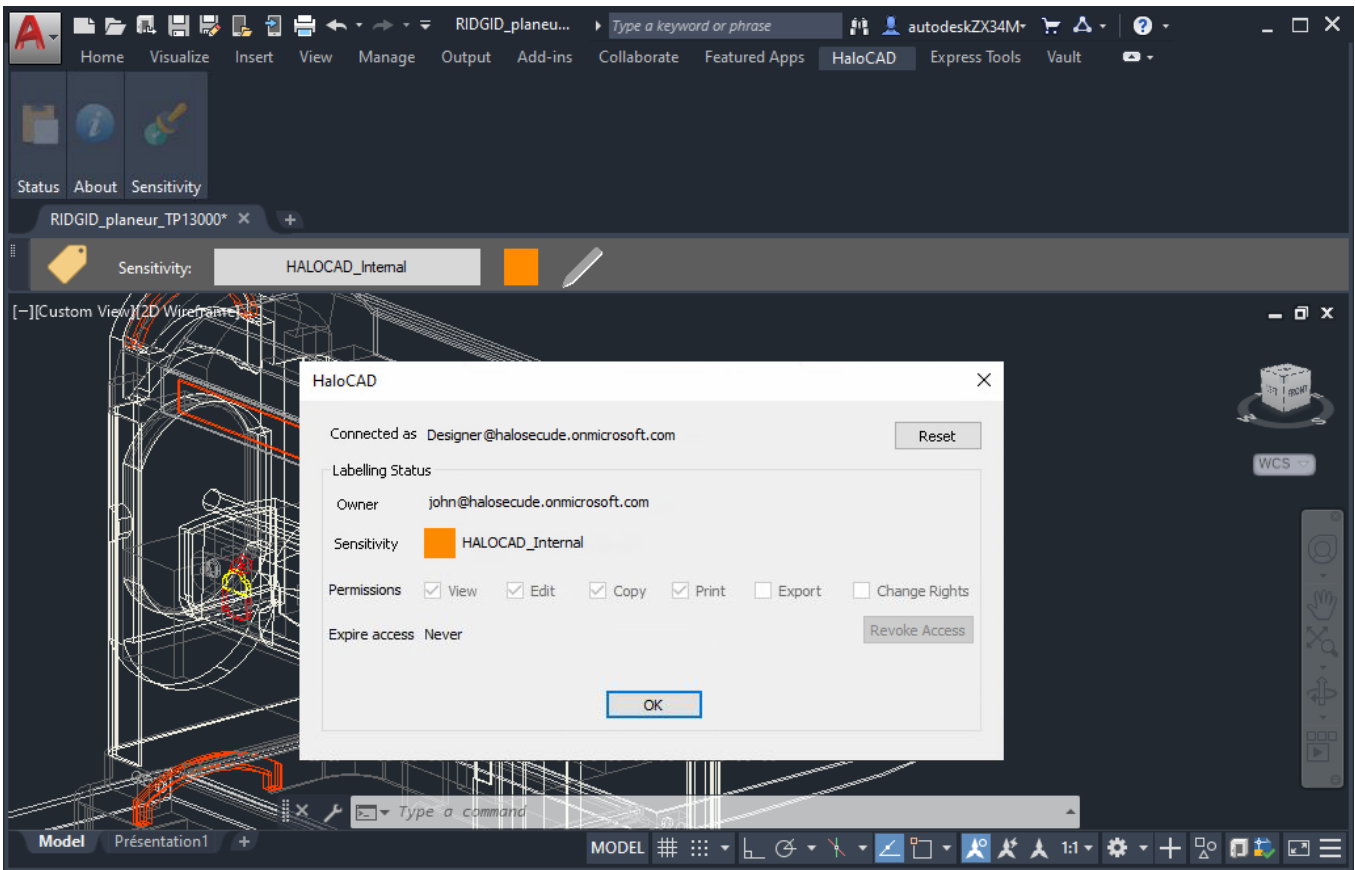 RIDGID_planeu...
Type a keyword or phrase
autodeskZX34M
Home Visualize Insert View Manage Output Add-ins Collaborate Featured Apps HaloCAD Express Tools Vault
Status About Sensitivity
RIDGID_planeur_TP13000*
Sensitivity: HALOCAD_Internal
[−][Custom View][2D Wireframe]
FRONT
WCS
HaloCAD
Connected as Designer@halosecude.onmicrosoft.com Reset
Labelling Status
Owner john@halosecude.onmicrosoft.com
Sensitivity HALOCAD_Internal
Permissions View Edit Copy Print Export Change Rights
Expire access Never Revoke Access
OK
Type a command
Model Présentation1 +
MODEL 1:1